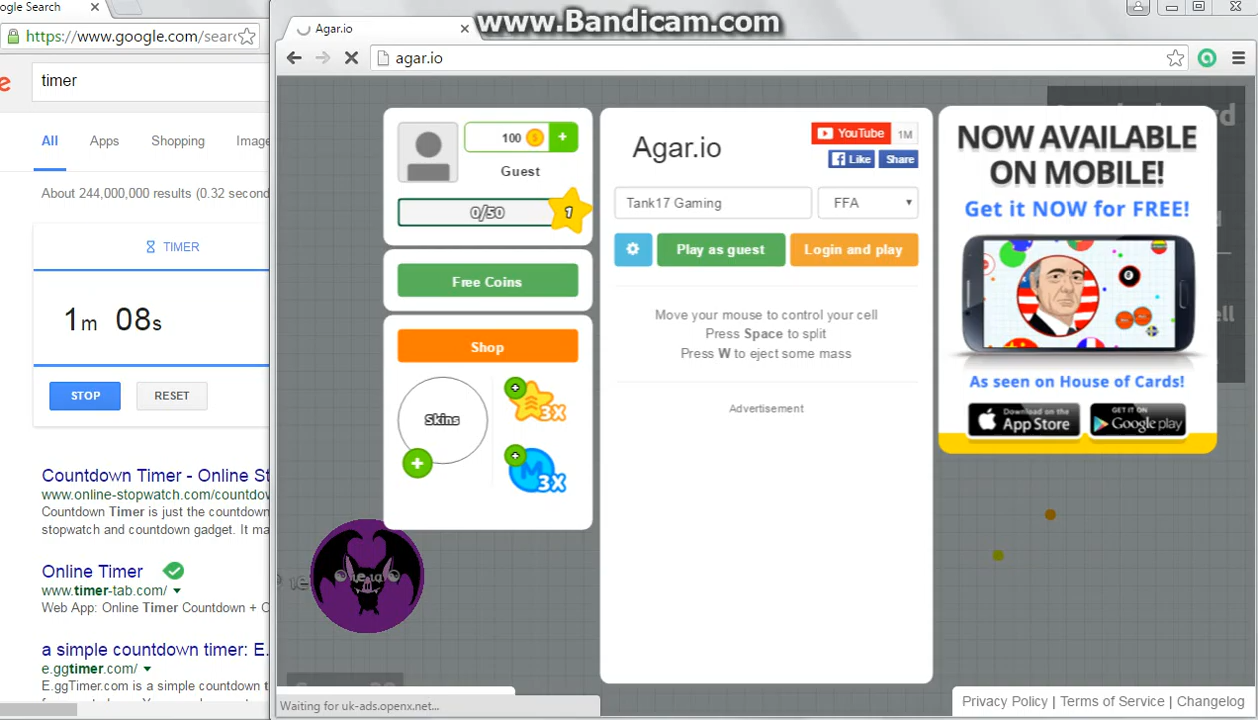 ogle Search
https://www.google.com/searc
timer
All Apps Shopping Image
About 244,000,000 results (0.32 second
TIMER
1m 08s
STOP RESET
Countdown Timer - Online St
www.online-stopwatch.com/countdo
Countdown Timer is just the countdown
stopwatch and countdown gadget. It ma
Online Timer
www.timer-tab.com/
Web App: Online Timer Countdown + C
a simple countdown timer: E.
e.ggtimer.com/
E.ggTimer.com is a simple countdown t
www.Bandicam.com
Agar.io
agar.io
100
Guest
0/50 1
Free Coins
Shop
Skins
3X
M 3X
Agar.io
YouTube 1M
Like Share
Tank17 Gaming FFA
Play as guest Login and play
Move your mouse to control your cell
Press Space to split
Press W to eject some mass
Advertisement
NOW AVAILABLE
ON MOBILE!
Get it NOW for FREE!
8
As seen on House of Cards!
Download on the
App Store
GET IT ON
Google play
Waiting for uk-ads.openx.net...
Privacy Policy | Terms of Service | Changelog